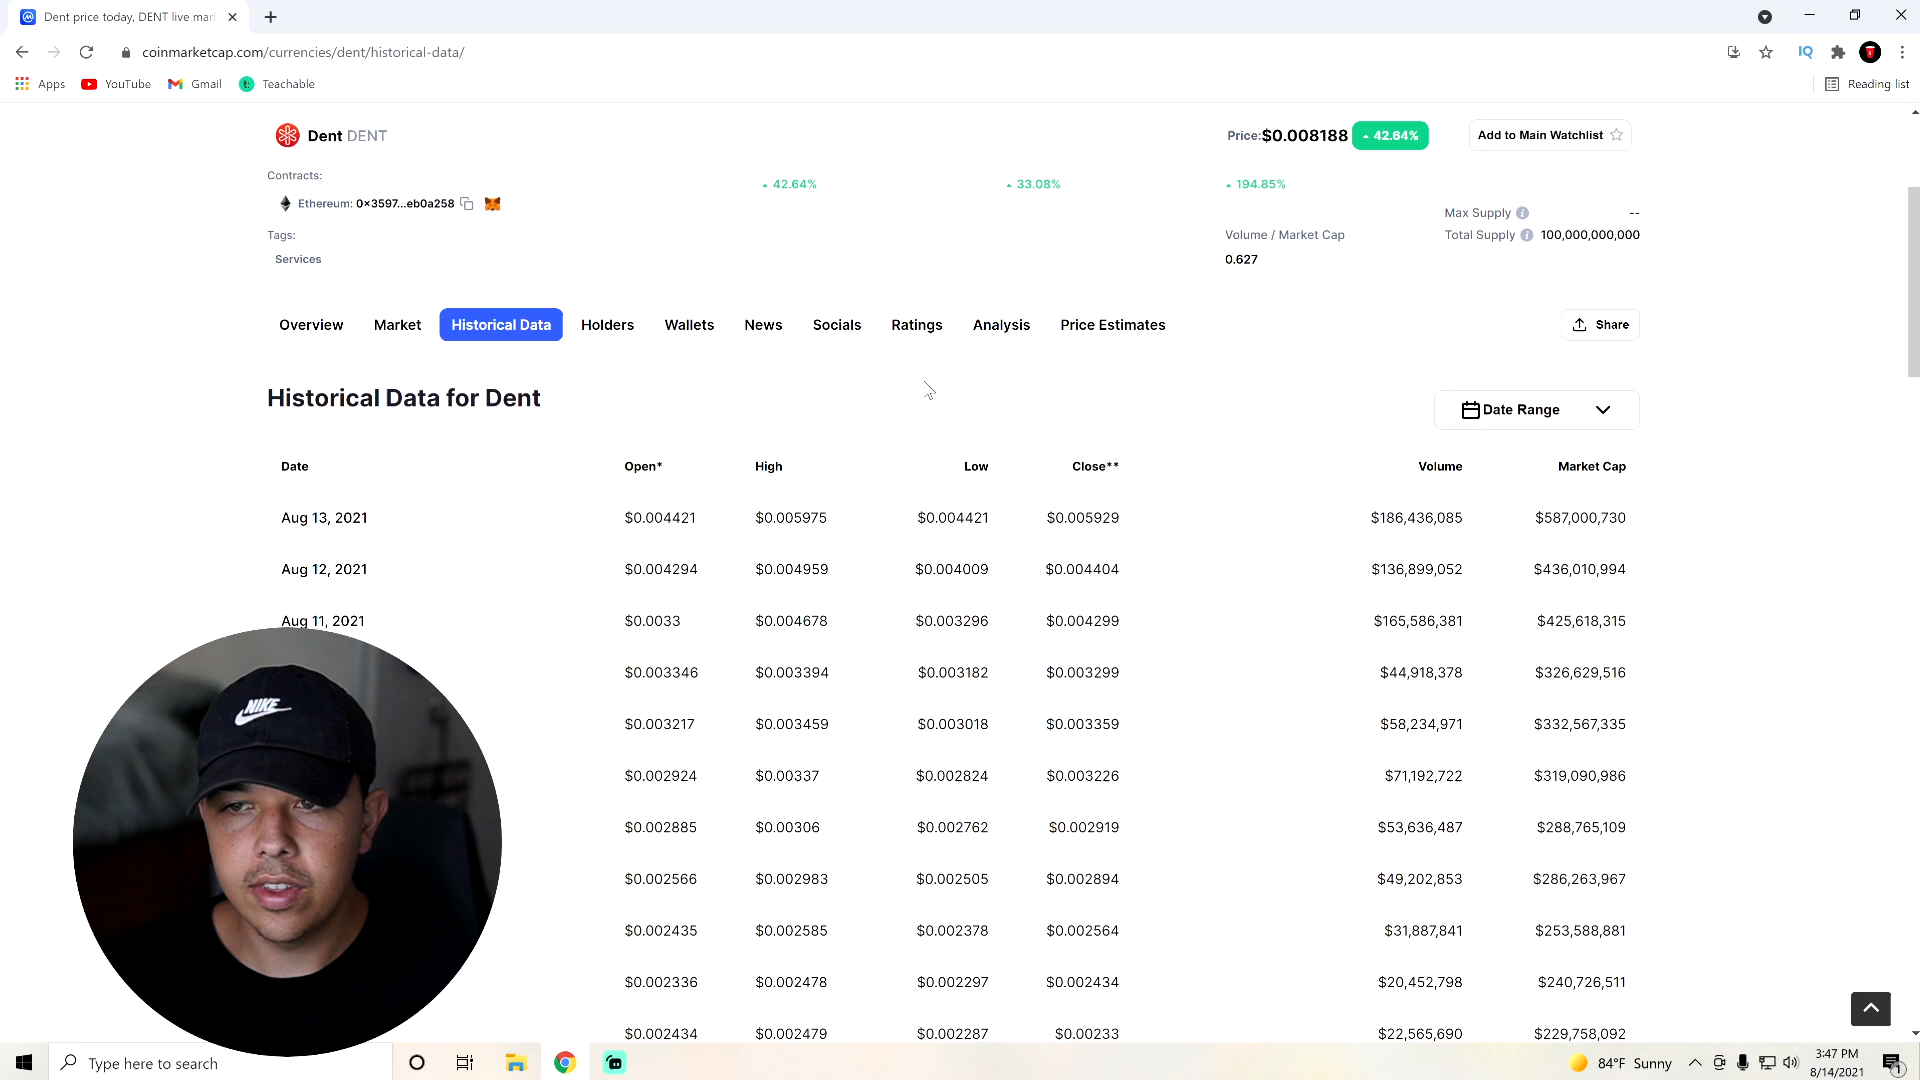 Dent price today, DENT live mar
coinmarketcap.com/currencies/dent/historical-data/
IQ
Apps YouTube Gmail Teachable Reading list
Dent DENT Price:$0.008188 42.64% Add to Main Watchlist
Contracts: 42.64% 33.08% 194.85%
Ethereum: 0x3597...eb0a258 Max Supply --
Tags: Volume / Market Cap Total Supply 100,000,000,000
Services 0.627
Overview Market Historical Data Holders Wallets News Socials Ratings Analysis Price Estimates Share
Historical Data for Dent Date Range
Date Open* High Low Close** Volume Market Cap
Aug 13, 2021 $0.004421 $0.005975 $0.004421 $0.005929 $186,436,085 $587,000,730
Aug 12, 2021 $0.004294 $0.004959 $0.004009 $0.004404 $136,899,052 $436,010,994
Aug 11, 2021 $0.0033 $0.004678 $0.003296 $0.004299 $165,586,381 $425,618,315
$0.003346 $0.003394 $0.003182 $0.003299 $44,918,378 $326,629,516
NIKE $0.003217 $0.003459 $0.003018 $0.003359 $58,234,971 $332,567,335
$0.002924 $0.00337 $0.002824 $0.003226 $71,192,722 $319,090,986
$0.002885 $0.00306 $0.002762 $0.002919 $53,636,487 $288,765,109
$0.002566 $0.002983 $0.002505 $0.002894 $49,202,853 $286,263,967
$0.002435 $0.002585 $0.002378 $0.002564 $31,887,841 $253,588,881
$0.002336 $0.002478 $0.002297 $0.002434 $20,452,798 $240,726,511
$0.002434 $0.002479 $0.002287 $0.00233 $22,565,690 $229,758,092
Type here to search 84°F Sunny 3:47 PM
8/14/2021 1